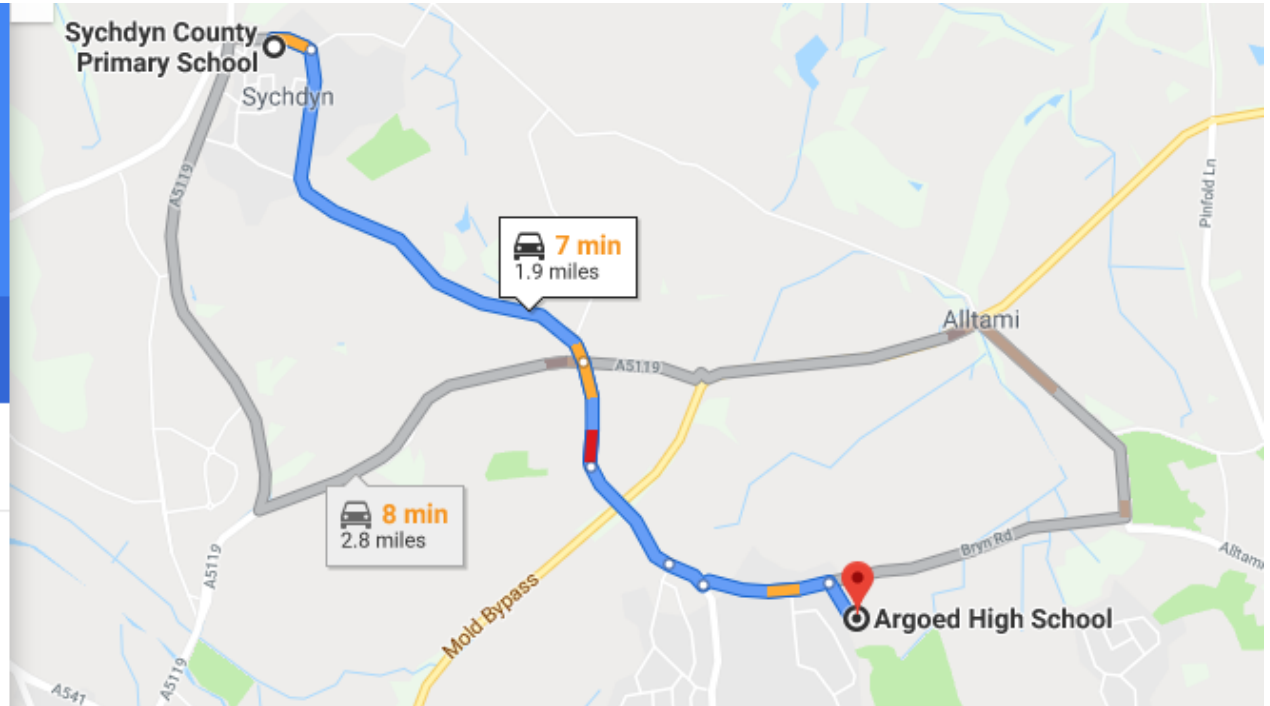 Sychdyn County
Primary School
Sychdyn
A5119
Pinfold Ln
7 min
1.9 miles
Alltami
A5119
8 min
2.8 miles
Bryn Rd
Alltami
A5119
Mold Bypass
Argoed High School
A5119
A541